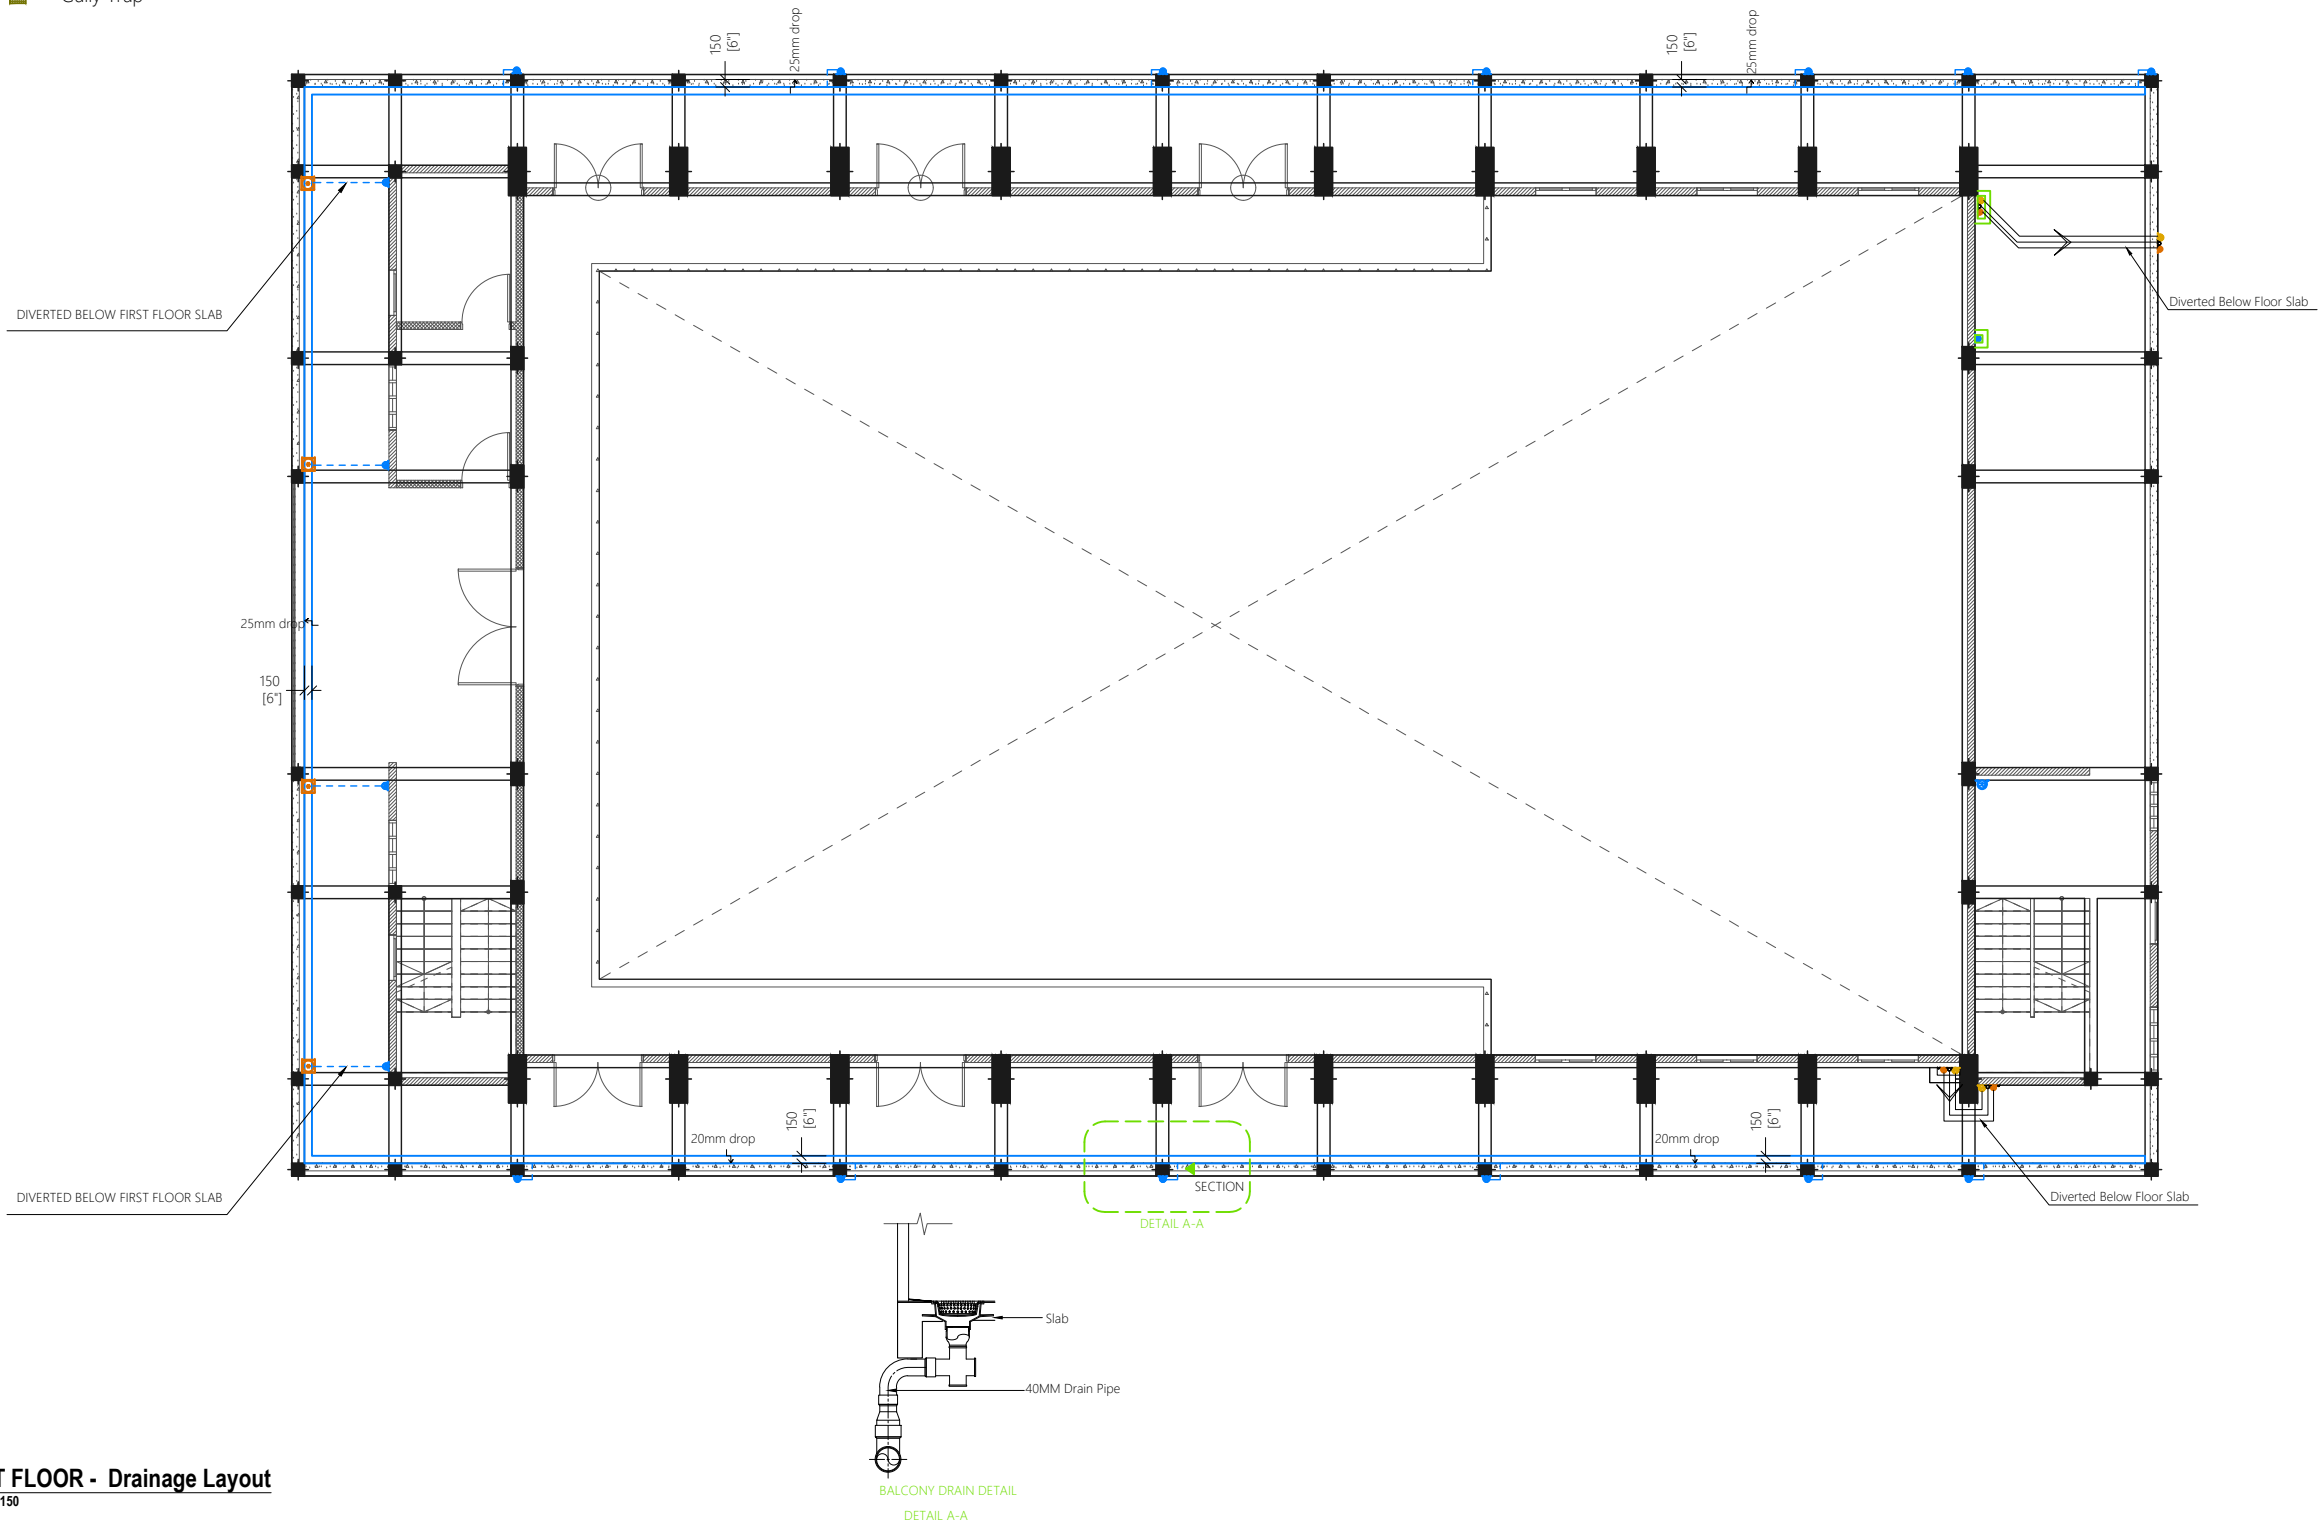 Gully Trap
150
[6"]
25mm drop
150
[6"]
25mm drop
DIVERTED BELOW FIRST FLOOR SLAB
Diverted Below Floor Slab
25mm drop
150
[6"]
20mm drop
150
[6"]
20mm drop
150
[6"]
SECTION
DETAIL A-A
DIVERTED BELOW FIRST FLOOR SLAB
Diverted Below Floor Slab
Slab
40MM Drain Pipe
T FLOOR - Drainage Layout
150
BALCONY DRAIN DETAIL
DETAIL A-A